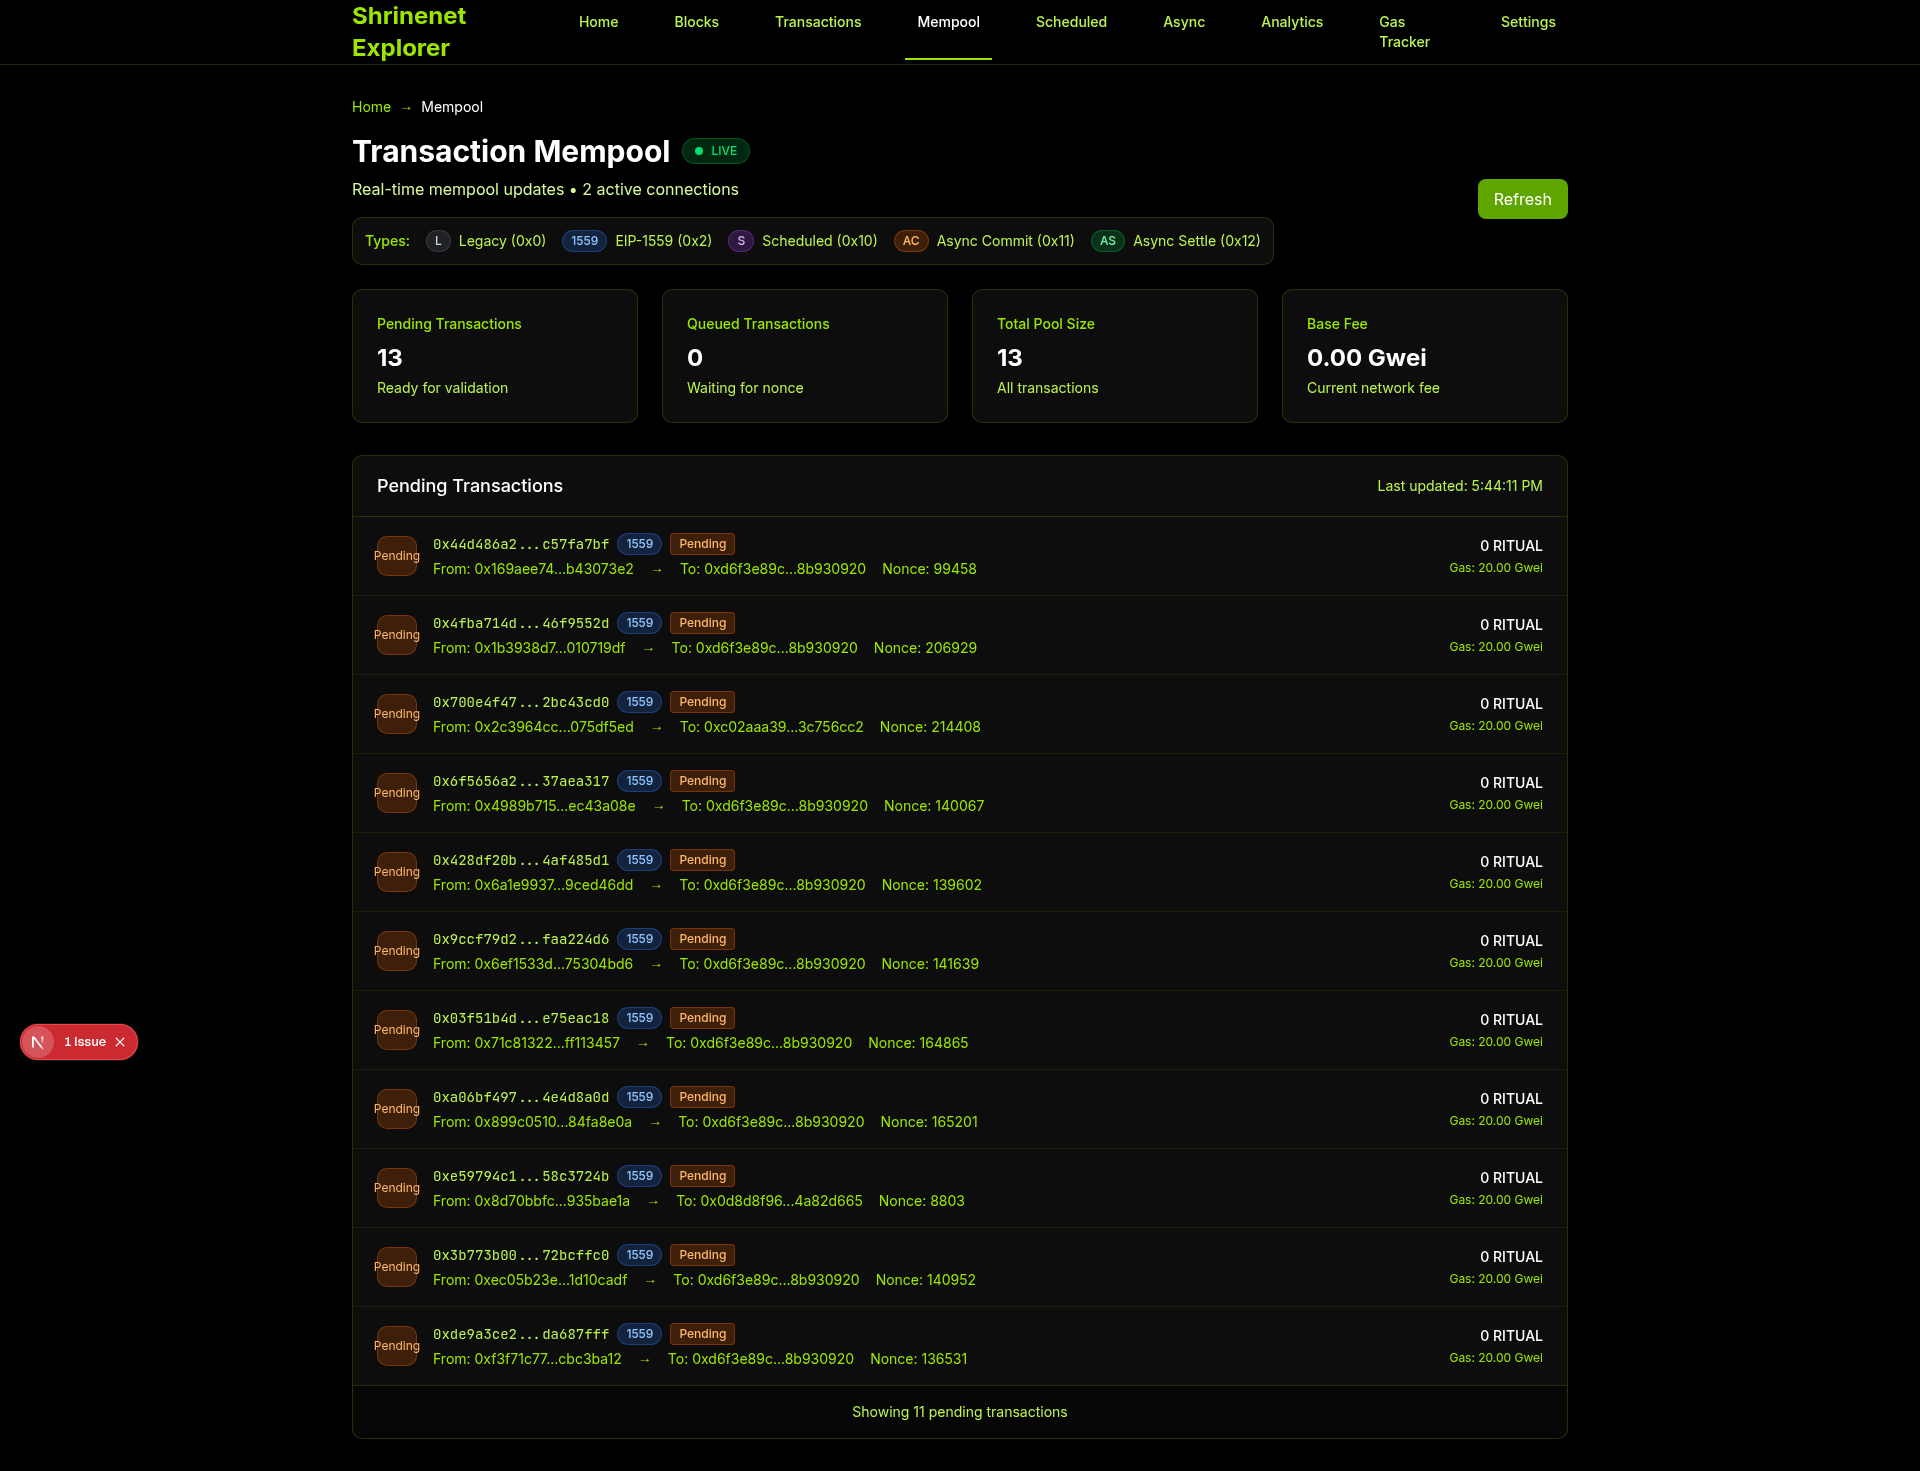 Shrinenet Explorer
Home
Blocks
Transactions
Mempool
Scheduled
Async
Analytics
Gas Tracker
Settings
Home → Mempool
Transaction Mempool
LIVE
Real-time mempool updates • 2 active connections
Refresh
Types: L Legacy (0x0) 1559 EIP-1559 (0x2) S Scheduled (0x10) AC Async Commit (0x11) AS Async Settle (0x12)
Pending Transactions
13
Ready for validation
Queued Transactions
0
Waiting for nonce
Total Pool Size
13
All transactions
Base Fee
0.00 Gwei
Current network fee
Pending Transactions
Last updated: 5:44:11 PM
Pending
0x44d486a2...c57fa7bf 1559 Pending
From: 0x169aee74...b43073e2 → To: 0xd6f3e89c...8b930920 Nonce: 99458
0 RITUAL
Gas: 20.00 Gwei
Pending
0x4fba714d...46f9552d 1559 Pending
From: 0x1b3938d7...010719df → To: 0xd6f3e89c...8b930920 Nonce: 206929
0 RITUAL
Gas: 20.00 Gwei
Pending
0x700e4f47...2bc43cd0 1559 Pending
From: 0x2c3964cc...075df5ed → To: 0xc02aaa39...3c756cc2 Nonce: 214408
0 RITUAL
Gas: 20.00 Gwei
Pending
0x6f5656a2...37aea317 1559 Pending
From: 0x4989b715...ec43a08e → To: 0xd6f3e89c...8b930920 Nonce: 140067
0 RITUAL
Gas: 20.00 Gwei
Pending
0x428df20b...4af485d1 1559 Pending
From: 0x6a1e9937...9ced46dd → To: 0xd6f3e89c...8b930920 Nonce: 139602
0 RITUAL
Gas: 20.00 Gwei
Pending
0x9ccf79d2...faa224d6 1559 Pending
From: 0x6ef1533d...75304bd6 → To: 0xd6f3e89c...8b930920 Nonce: 141639
0 RITUAL
Gas: 20.00 Gwei
Pending
0x03f51b4d...e75eac18 1559 Pending
From: 0x71c81322...ff113457 → To: 0xd6f3e89c...8b930920 Nonce: 164865
0 RITUAL
Gas: 20.00 Gwei
Pending
0xa06bf497...4e4d8a0d 1559 Pending
From: 0x899c0510...84fa8e0a → To: 0xd6f3e89c...8b930920 Nonce: 165201
0 RITUAL
Gas: 20.00 Gwei
Pending
0xe59794c1...58c3724b 1559 Pending
From: 0x8d70bbfc...935bae1a → To: 0x0d8d8f96...4a82d665 Nonce: 8803
0 RITUAL
Gas: 20.00 Gwei
Pending
0x3b773b00...72bcffc0 1559 Pending
From: 0xec05b23e...1d10cadf → To: 0xd6f3e89c...8b930920 Nonce: 140952
0 RITUAL
Gas: 20.00 Gwei
Pending
0xde9a3ce2...da687fff 1559 Pending
From: 0xf3f71c77...cbc3ba12 → To: 0xd6f3e89c...8b930920 Nonce: 136531
0 RITUAL
Gas: 20.00 Gwei
Showing 11 pending transactions
N 1 Issue